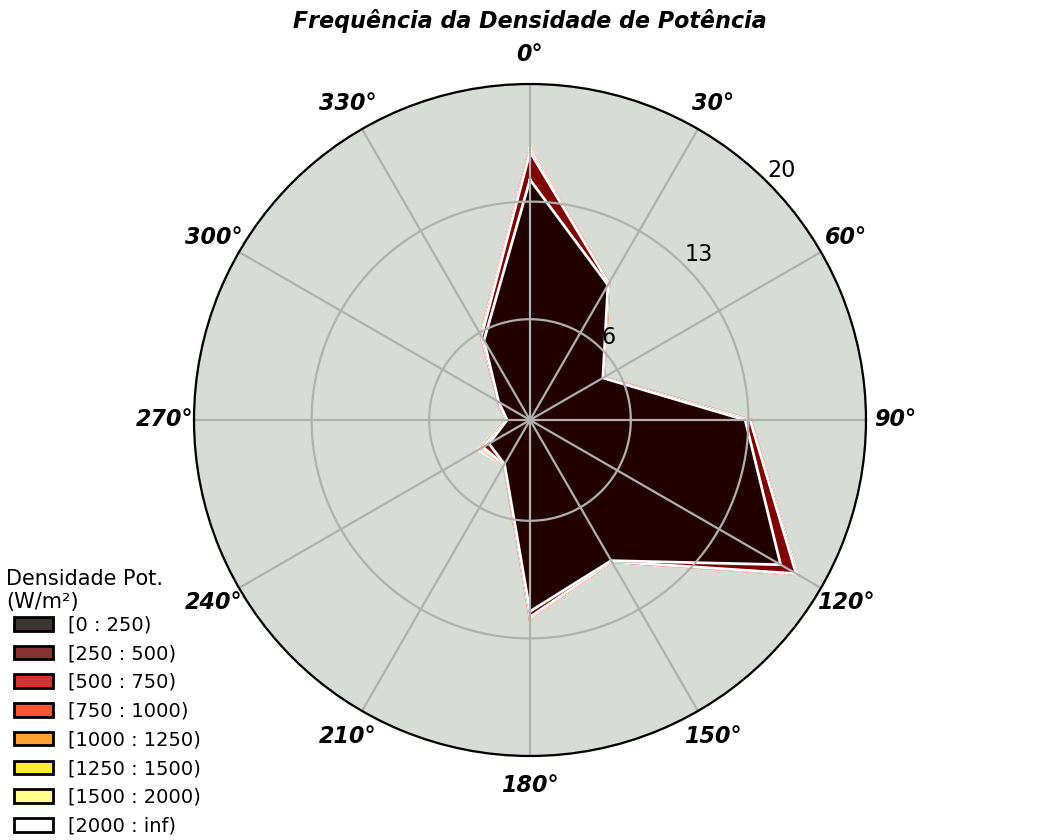 Frequência da Densidade de Potência
0°
330°
30°
20
300°
60°
13
6
270°
90°
240°
120°
210°
150°
180°
Densidade Pot.
(W/m²)
[0 : 250)
[250 : 500)
[500 : 750)
[750 : 1000)
[1000 : 1250)
[1250 : 1500)
[1500 : 2000)
[2000 : inf)